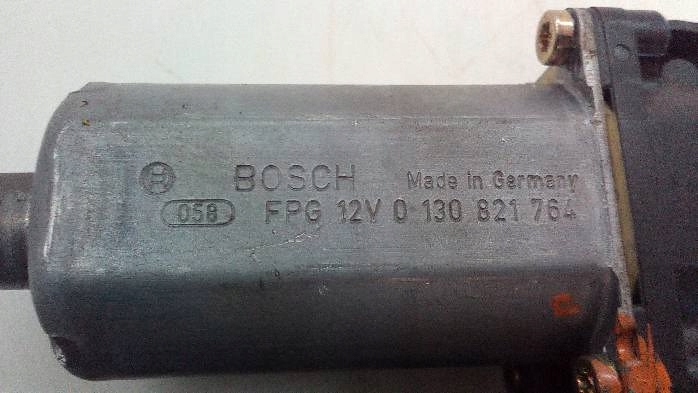 BOSCH Made in Germany
058 FPG 12V 0 130 821 764